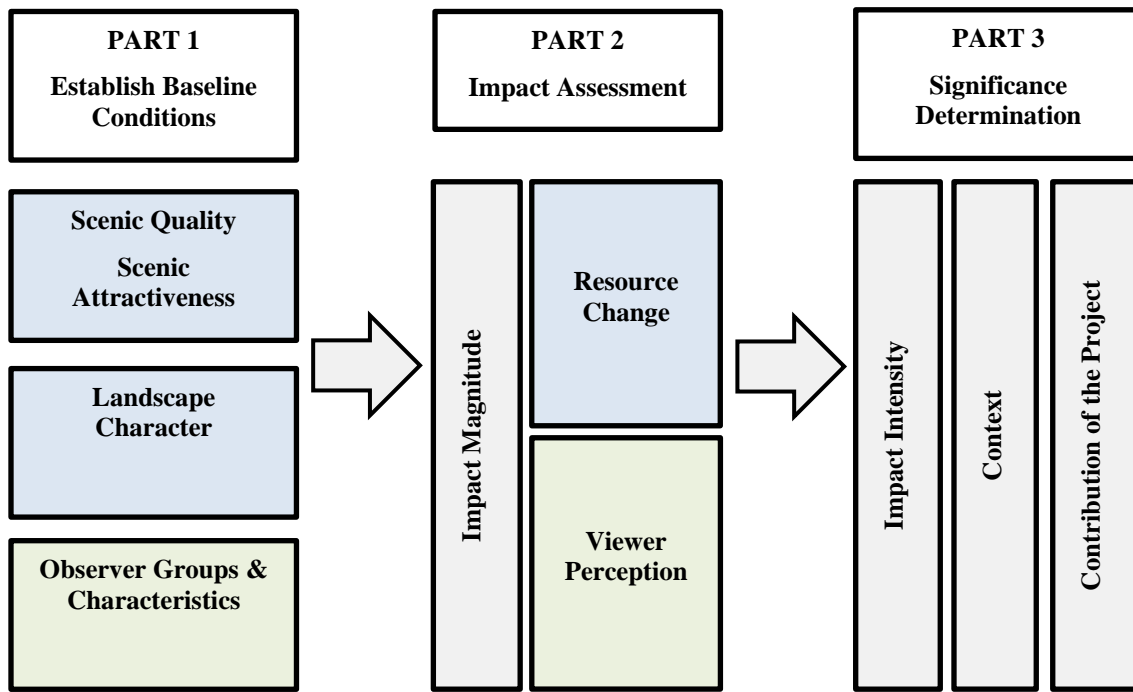 PART 1
Establish Baseline
Conditions
PART 2
Impact Assessment
PART 3
Significance
Determination
Scenic Quality
Scenic
Attractiveness
Landscape
Character
Observer Groups &
Characteristics
Impact Magnitude
Resource
Change
Viewer
Perception
Impact Intensity
Context
Contribution of the Project